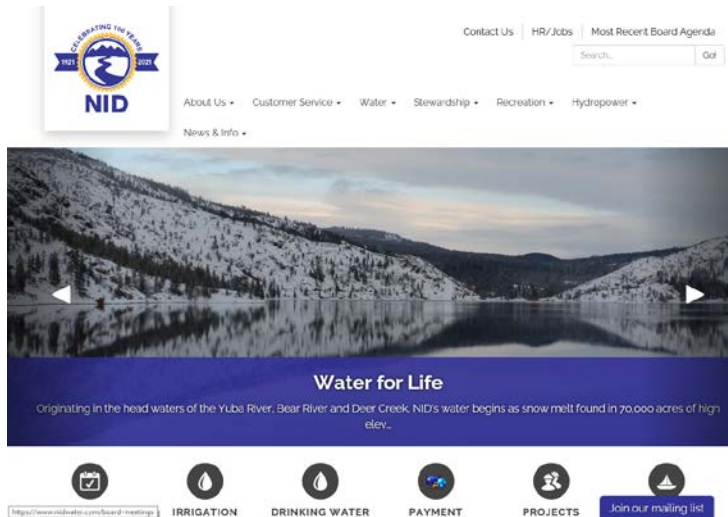 CELEBRATING 100 YEARS
1921 2021
NID
Contact Us HR/Jobs Most Recent Board Agenda
Search... Go!
About Us Customer Service Water Stewardship Recreation Hydropower
News & Info
Water for Life
Originating in the head waters of the Yuba River, Bear River and Deer Creek, NID's water begins as snow melt found in 70,000 acres of high
elev...
https://www.nidwater.com/board-meetings IRRIGATION DRINKING WATER PAYMENT PROJECTS Join our mailing list